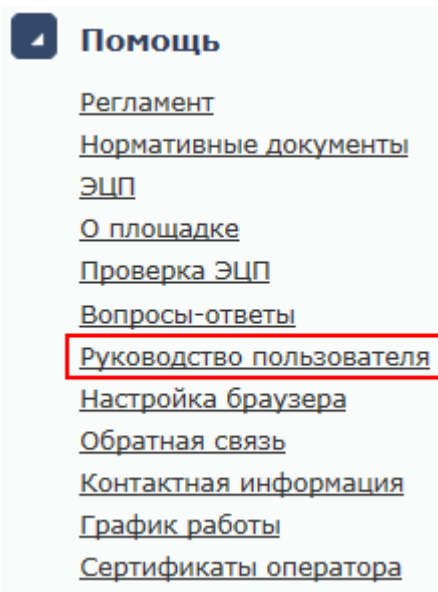 Помощь
Регламент
Нормативные документы
ЭЦП
О площадке
Проверка ЭЦП
Вопросы-ответы
Руководство пользователя
Настройка браузера
Обратная связь
Контактная информация
График работы
Сертификаты оператора